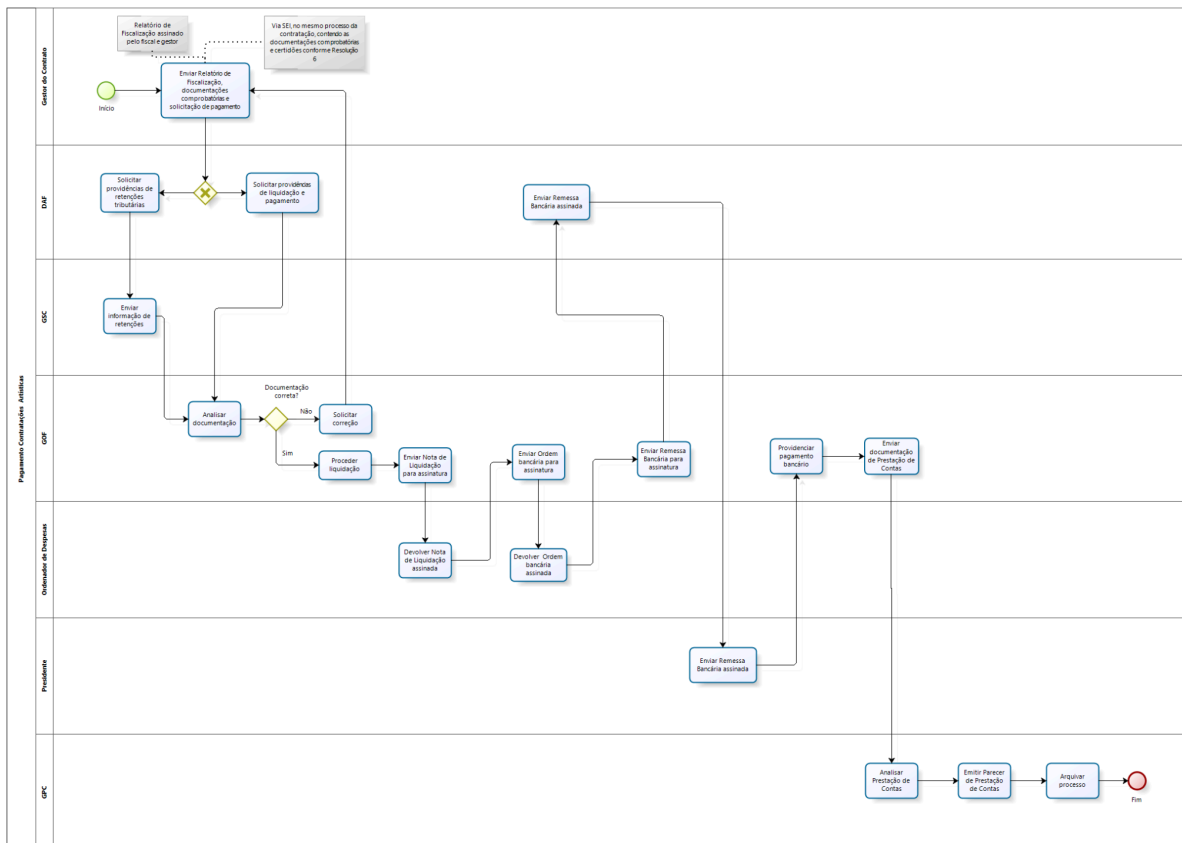 Pagamento Contratações Artísticas
Gestor do Contrato
Relatório de
Fiscalização assinado
pelo fiscal e gestor
Via SEI, no mesmo processo da
contratação, contendo as
documentações comprobatórias
e certidões conforme Resolução
6
Início
Enviar Relatório de
Fiscalização,
documentações
comprobatórias e
solicitação de pagamento
DAF
Solicitar
providências de
retenções
tributárias
Solicitar providências
de liquidação e
pagamento
Enviar Remessa
Bancária assinada
GSC
Enviar
informação de
retenções
GOF
Analisar
documentação
Documentação
correta?
Não
Solicitar
correção
Sim
Proceder
liquidação
Enviar Nota de
Liquidação
para assinatura
Enviar Ordem
bancária para
assinatura
Enviar Remessa
Bancária para
assinatura
Providenciar
pagamento
bancário
Enviar
documentação
de Prestação de
Contas
Ordenador de Despesas
Devolver Nota
de Liquidação
assinada
Devolver Ordem
bancária
assinada
Presidente
Enviar Remessa
Bancária assinada
GPC
Analisar
Prestação de
Contas
Emitir Parecer
de Prestação
de Contas
Arquivar
processo
Fim